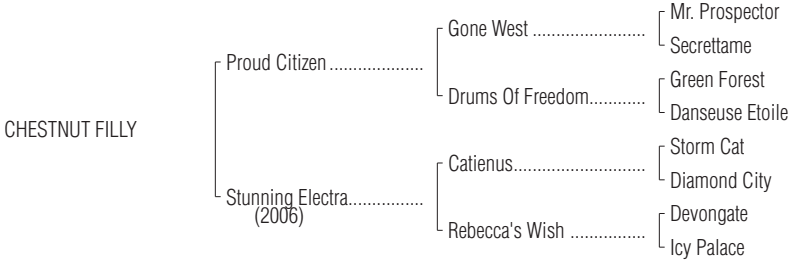 Mr. Prospector
Gone West ........................
Secrettame
Proud Citizen ....................
Green Forest
Drums Of Freedom............
Danseuse Etoile
CHESTNUT FILLY
Storm Cat
Catienus............................
Diamond City
Stunning Electra................
(2006)
Devongate
Rebecca's Wish ................
Icy Palace